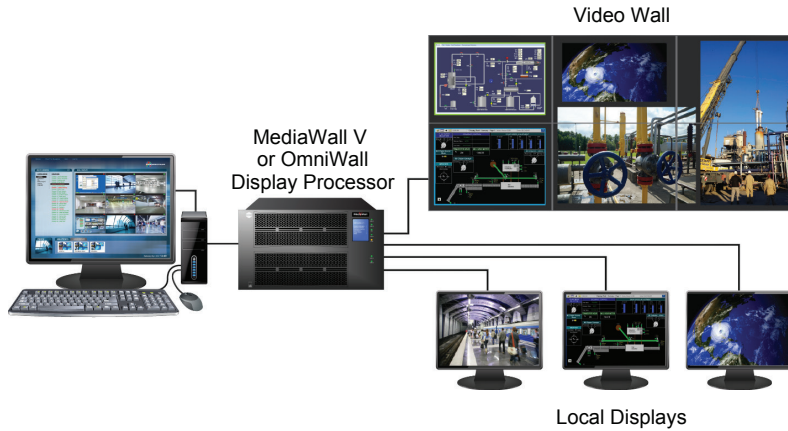 Video Wall
MediaWall V
or OmniWall
Display Processor
Local Displays